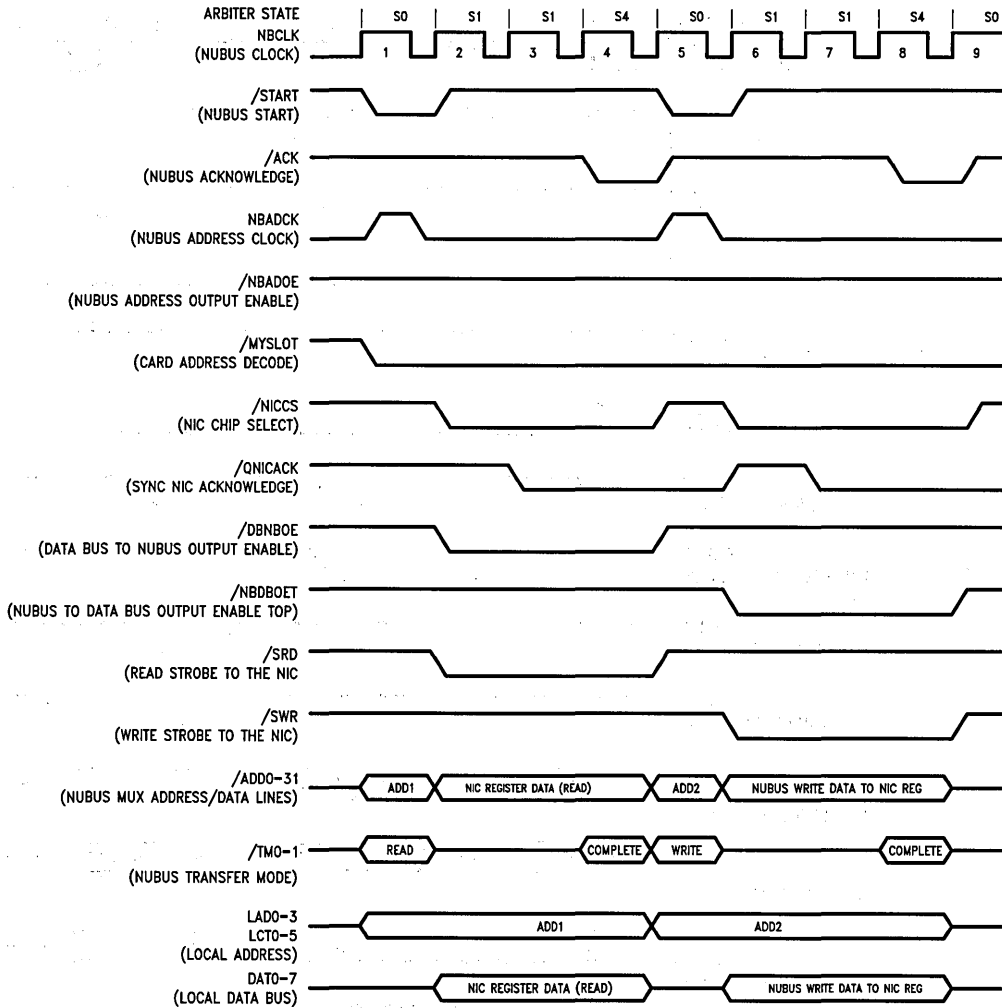 ARBITER STATE S0 S1 S1 S4 S0 S1 S1 S4 S0
NBCLK
(NUBUS CLOCK) 1 2 3 4 5 6 7 8 9
/START
(NUBUS START)
/ACK
(NUBUS ACKNOWLEDGE)
NBADCK
(NUBUS ADDRESS CLOCK)
/NBADOE
(NUBUS ADDRESS OUTPUT ENABLE)
/MYSLOT
(CARD ADDRESS DECODE)
/NICCS
(NIC CHIP SELECT)
/QNICACK
(SYNC NIC ACKNOWLEDGE)
/DBNBOE
(DATA BUS TO NUBUS OUTPUT ENABLE)
/NBDBOET
(NUBUS TO DATA BUS OUTPUT ENABLE TOP)
/SRD
(READ STROBE TO THE NIC
/SWR
(WRITE STROBE TO THE NIC)
/ADD0-31
(NUBUS MUX ADDRESS/DATA LINES) ADD1 NIC REGISTER DATA (READ) ADD2 NUBUS WRITE DATA TO NIC REG
/TM0-1 READ COMPLETE WRITE COMPLETE
(NUBUS TRANSFER MODE)
LAD0-3
LCT0-5 ADD1 ADD2
(LOCAL ADDRESS)
DAT0-7
(LOCAL DATA BUS) NIC REGISTER DATA (READ) NUBUS WRITE DATA TO NIC REG